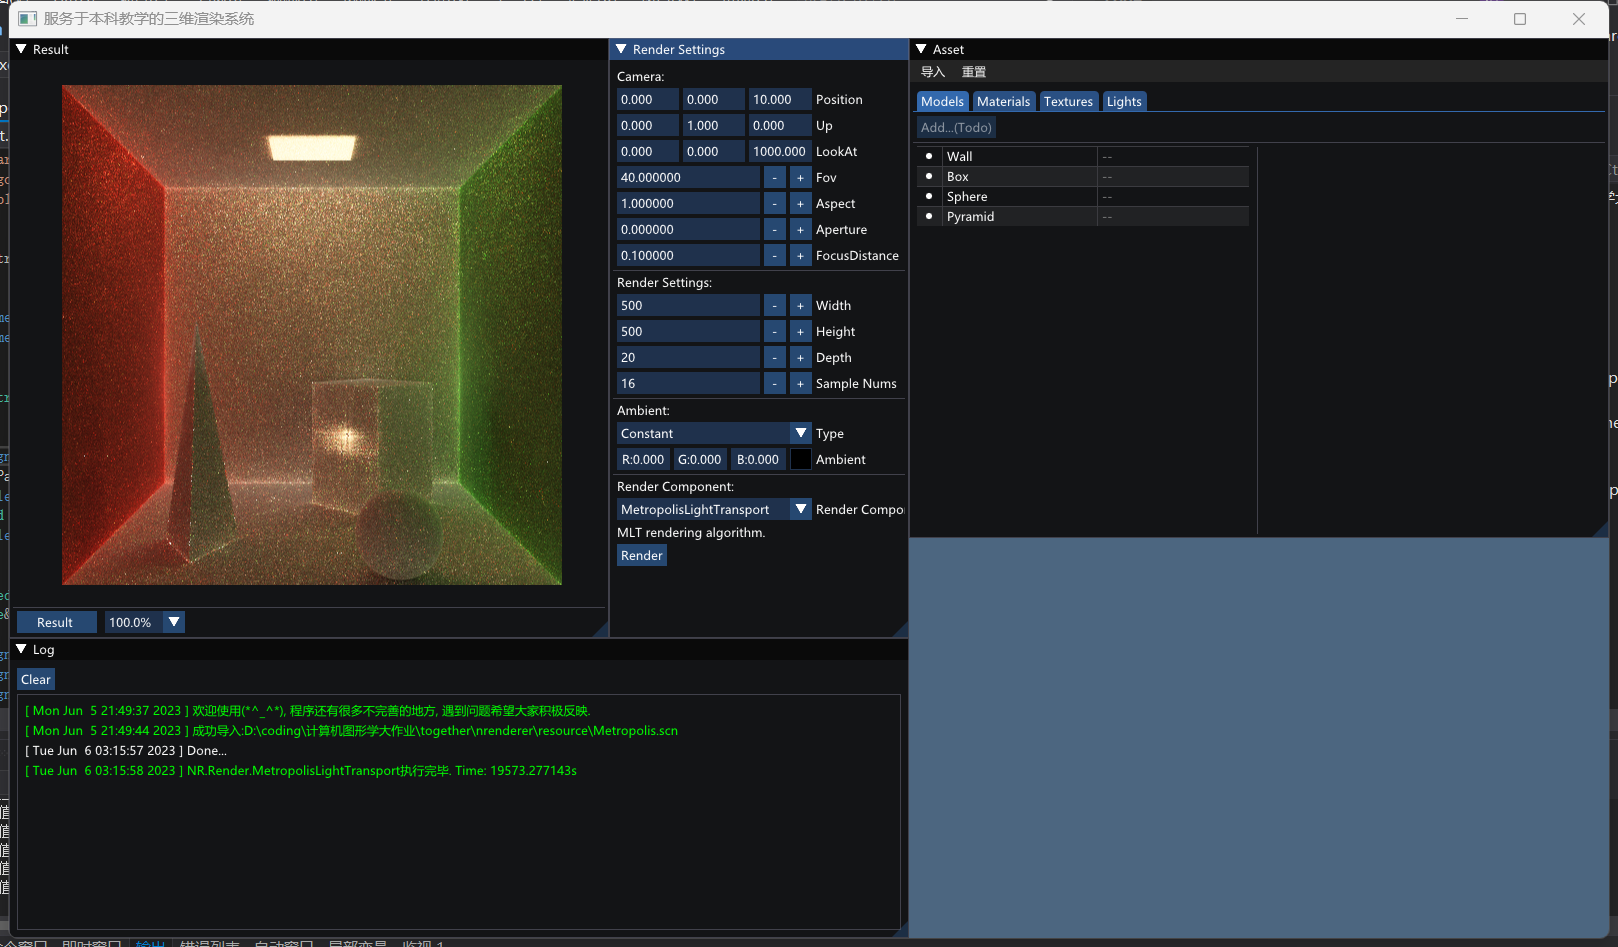 服务于本科教学的三维渲染系统
Result
Render Settings
Asset
Camera:
0.000 0.000 10.000 Position
0.000 1.000 0.000 Up
0.000 0.000 1000.000 LookAt
40.000000 - + Fov
1.000000 - + Aspect
0.000000 - + Aperture
0.100000 - + FocusDistance
Render Settings:
500 - + Width
500 - + Height
20 - + Depth
16 - + Sample Nums
Ambient:
Constant Type
R:0.000 G:0.000 B:0.000 Ambient
Render Component:
MetropolisLightTransport Render Compo
MLT rendering algorithm.
Render
导入 重置
Models Materials Textures Lights
Add...(Todo)
Wall --
Box --
Sphere --
Pyramid --
Result 100.0%
Log
Clear
[ Mon Jun  5 21:49:37 2023 ] 欢迎使用(*^_^*), 程序还有很多不完善的地方, 遇到问题希望大家积极反映.
[ Mon Jun  5 21:49:44 2023 ] 成功导入:D:\coding\计算机图形学大作业\together\nrenderer\resource\Metropolis.scn
[ Tue Jun  6 03:15:57 2023 ] Done...
[ Tue Jun  6 03:15:58 2023 ] NR.Render.MetropolisLightTransport执行完毕. Time: 19573.277143s